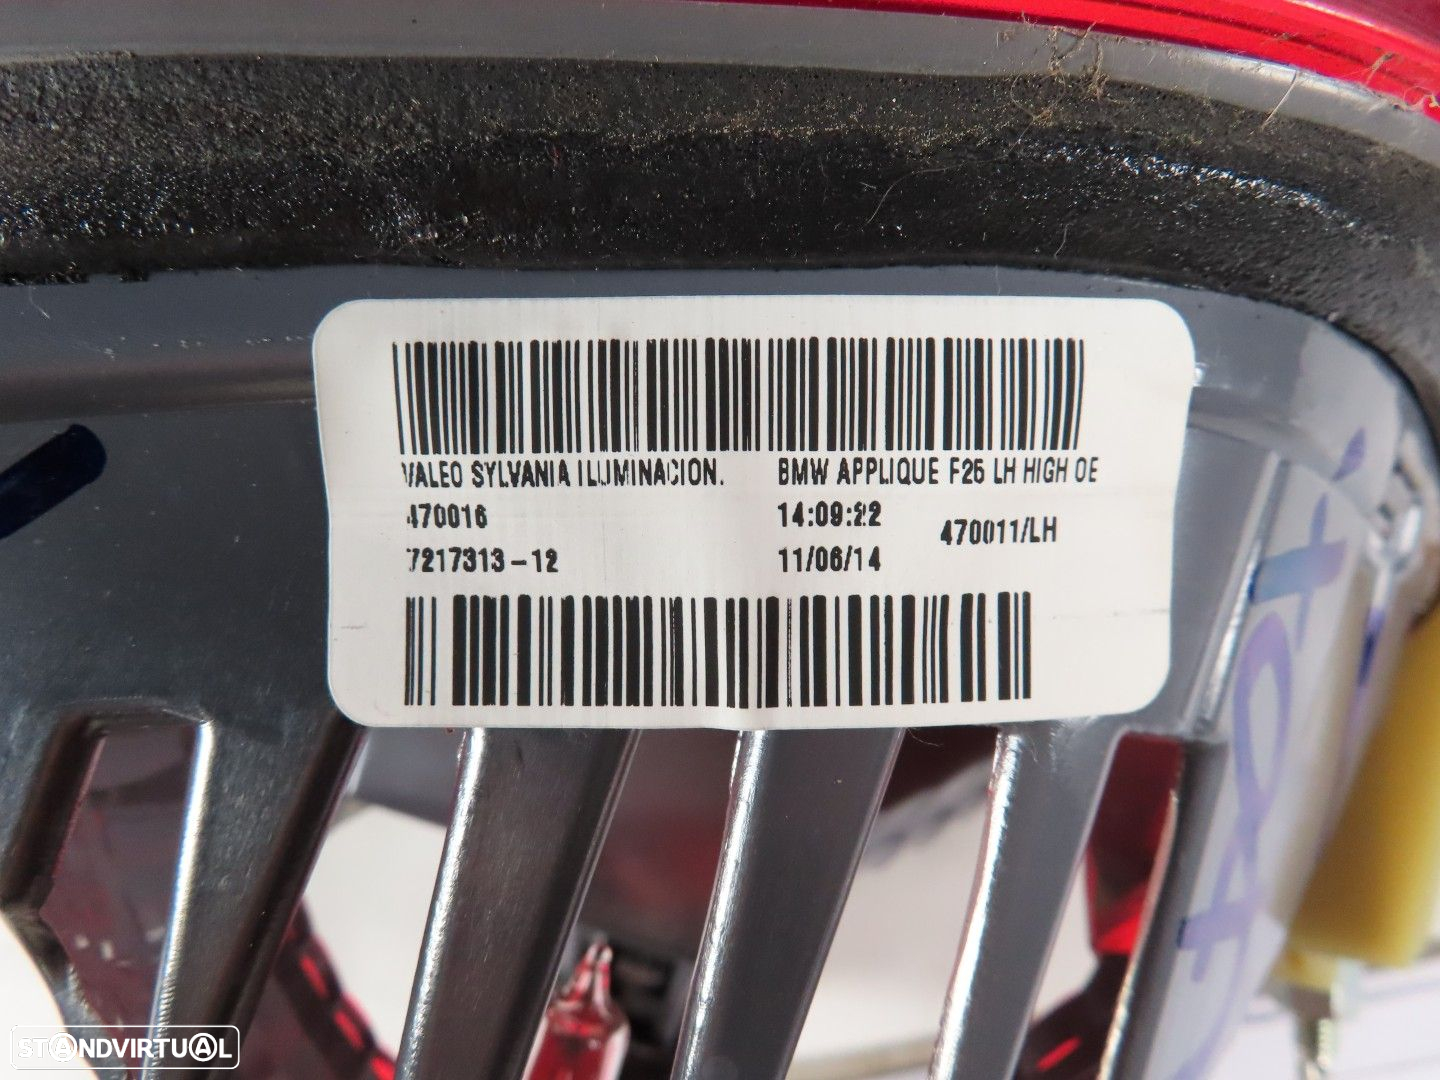 VALEO SYLVANIA ILUMINACION. BMW APPLIQUE F25 LH HIGH OE
470016 14:09:22 470011/LH
7217313-12 11/06/14
STANDVIRTUAL